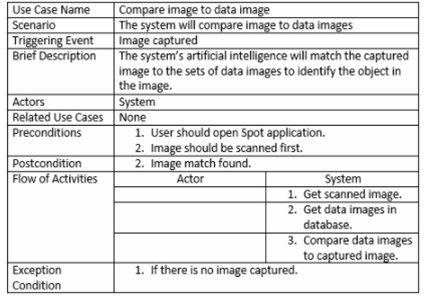 Use Case Name Compare image to data image
Scenario The system will compare image to data images
Triggering Event Image captured
Brief Description The system's artificial intelligence will match the captured
image to the sets of data images to identify the object in
the image.
Actors System
Related Use Cases None
Preconditions 1. User should open Spot application.
2. Image should be scanned first.
Postcondition 2. Image match found.
Flow of Activities Actor System
1. Get scanned image.
2. Get data images in
database.
3. Compare data images
to captured image.
Exception 1. If there is no image captured.
Condition